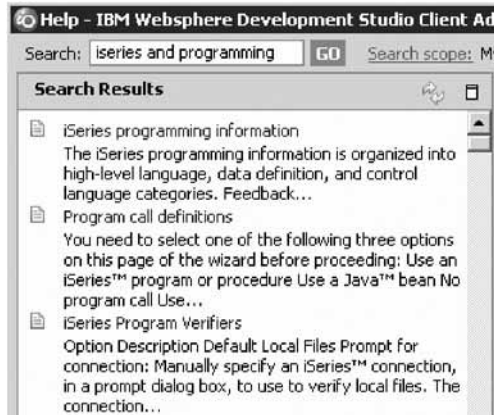 Help - IBM Websphere Development Studio Client Ad
Search: iseries and programming GO Search scope: M
Search Results
iSeries programming information
The iSeries programming information is organized into
high-level language, data definition, and control
language categories. Feedback...
Program call definitions
You need to select one of the following three options
on this page of the wizard before proceeding: Use an
iSeries™ program or procedure Use a Java™ bean No
program call Use...
iSeries Program Verifiers
Option Description Default Local Files Prompt for
connection: Manually specify an iSeries™ connection,
in a prompt dialog box, to use to verify local files. The
connection...